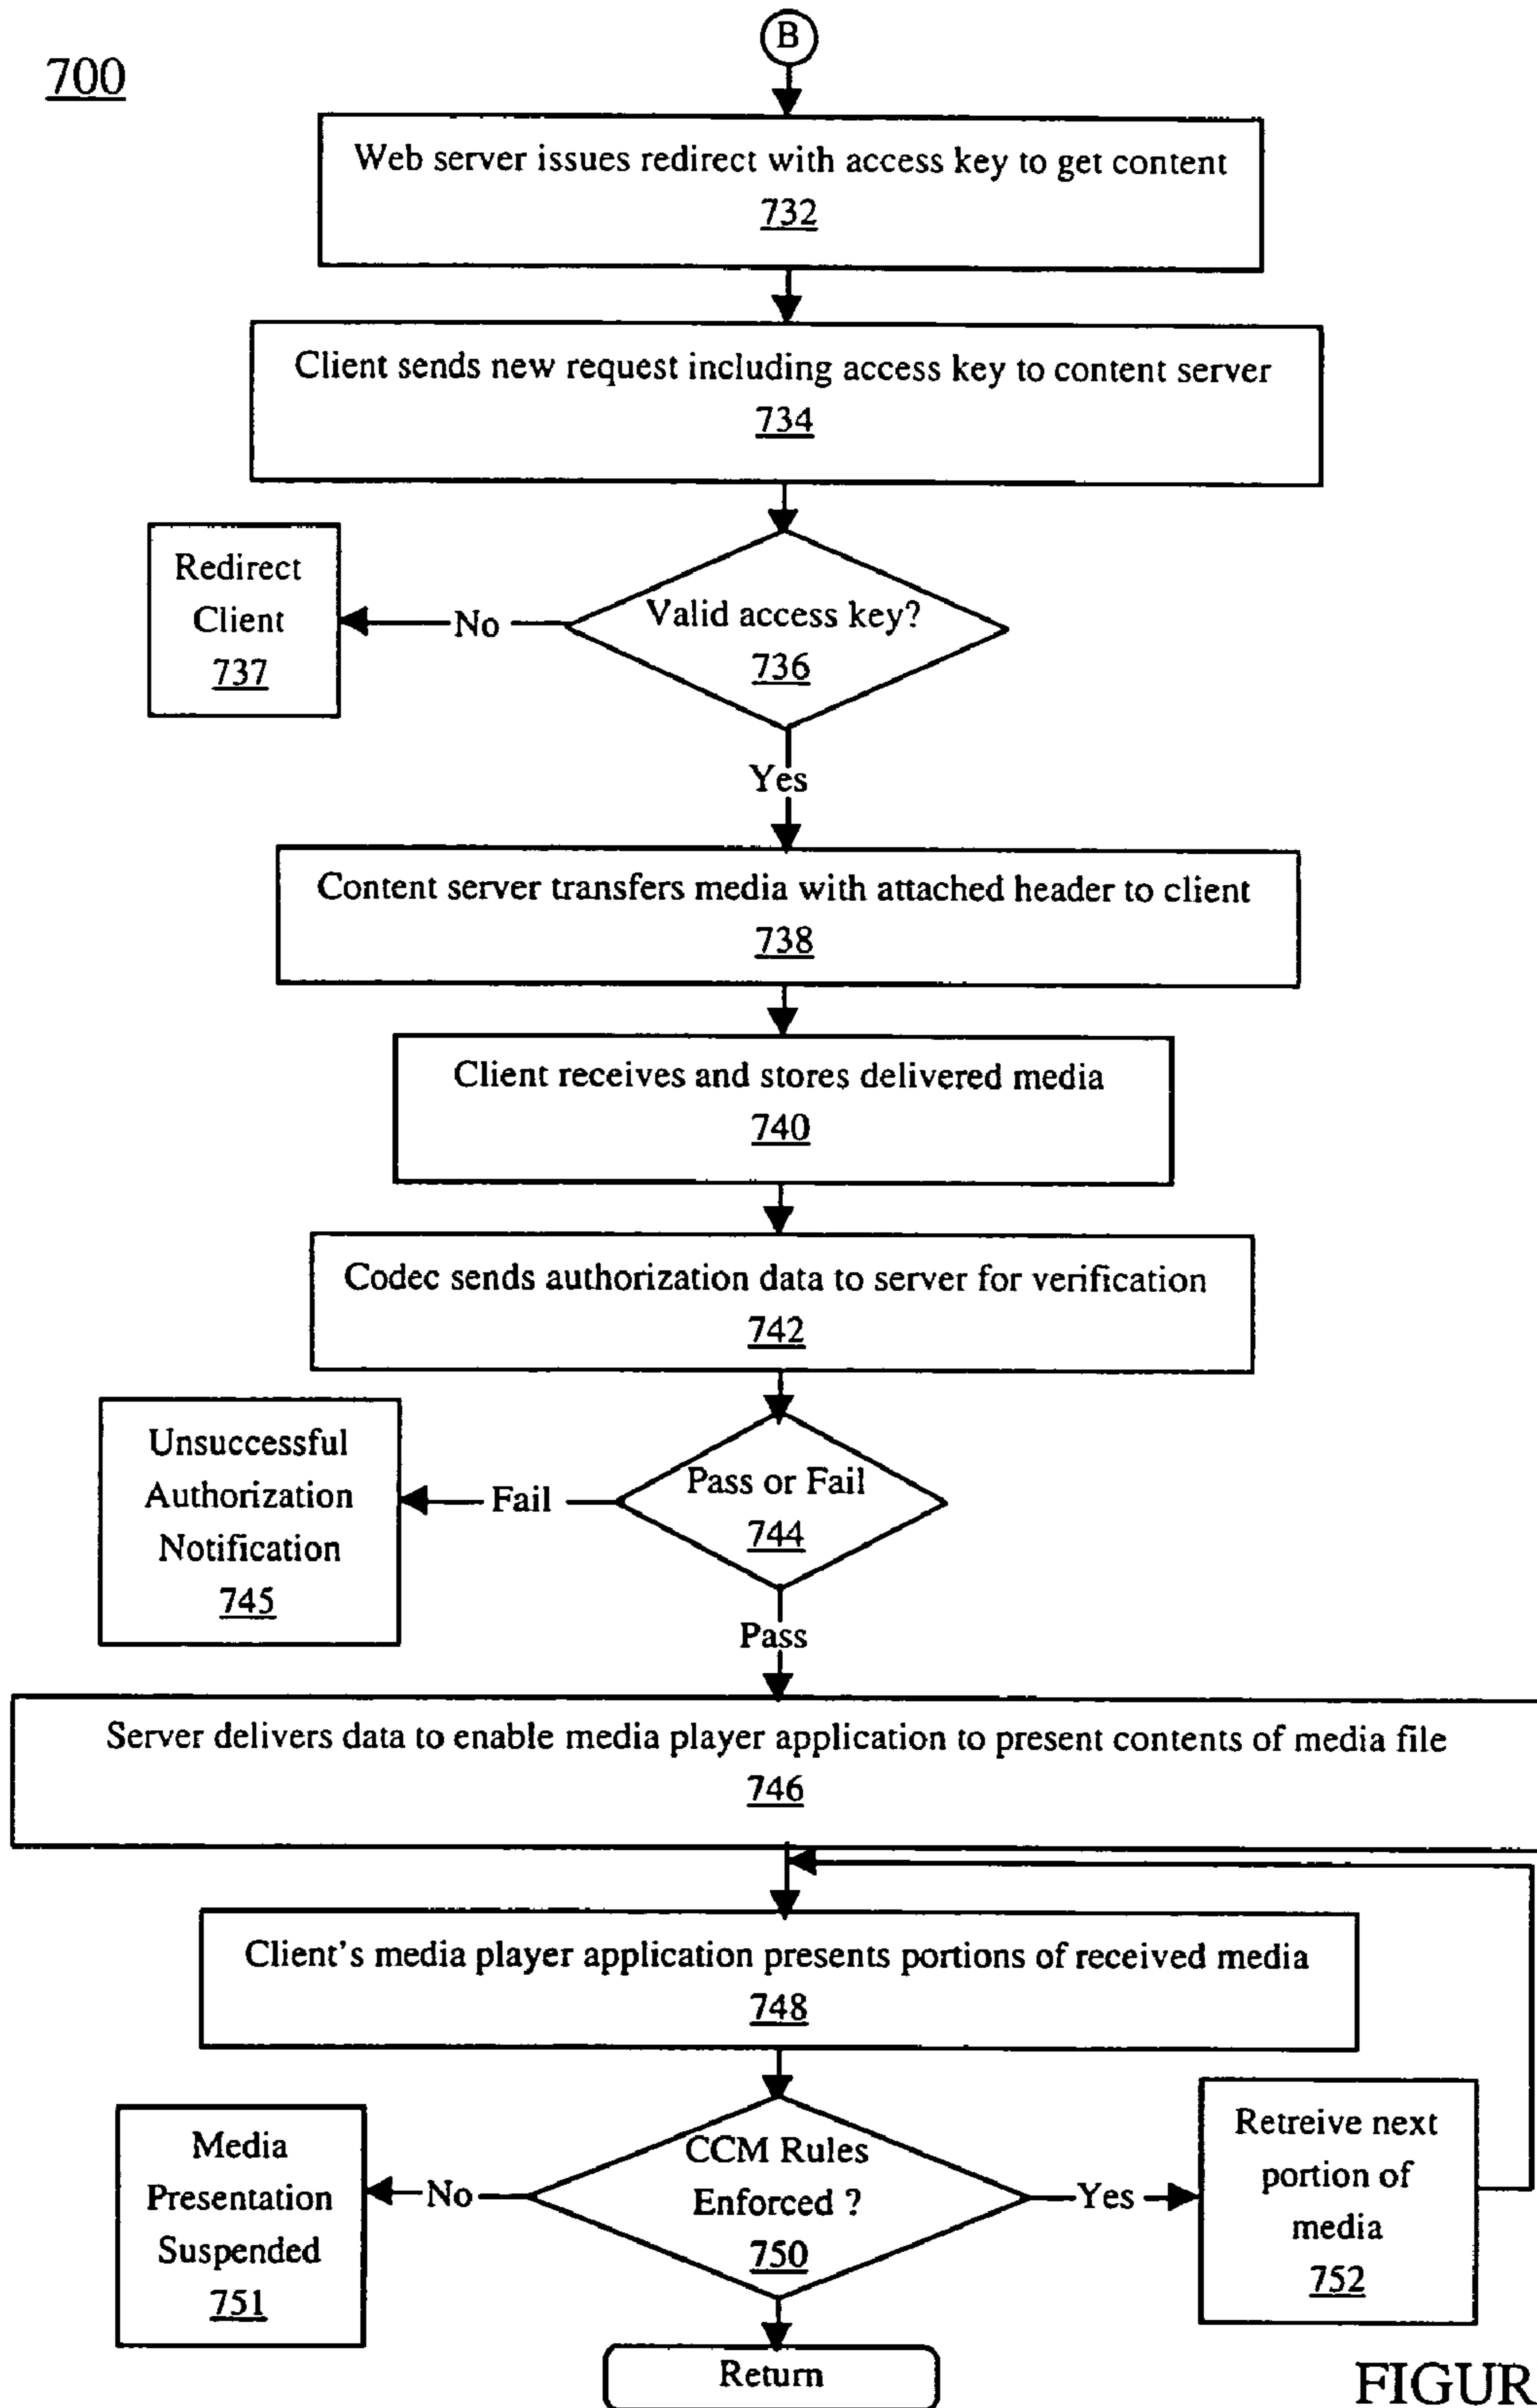 B
700
Web server issues redirect with access key to get content
732
Client sends new request including access key to content server
734
Redirect
Client
737
No
Valid access key?
736
Yes
Content server transfers media with attached header to client
738
Client receives and stores delivered media
740
Codec sends authorization data to server for verification
742
Unsuccessful
Authorization
Notification
745
Fail
Pass or Fail
744
Pass
Server delivers data to enable media player application to present contents of media file
746
Client's media player application presents portions of received media
748
Media
Presentation
Suspended
751
No
CCM Rules
Enforced ?
750
Yes
Retreive next
portion of
media
752
Return
FIGUR